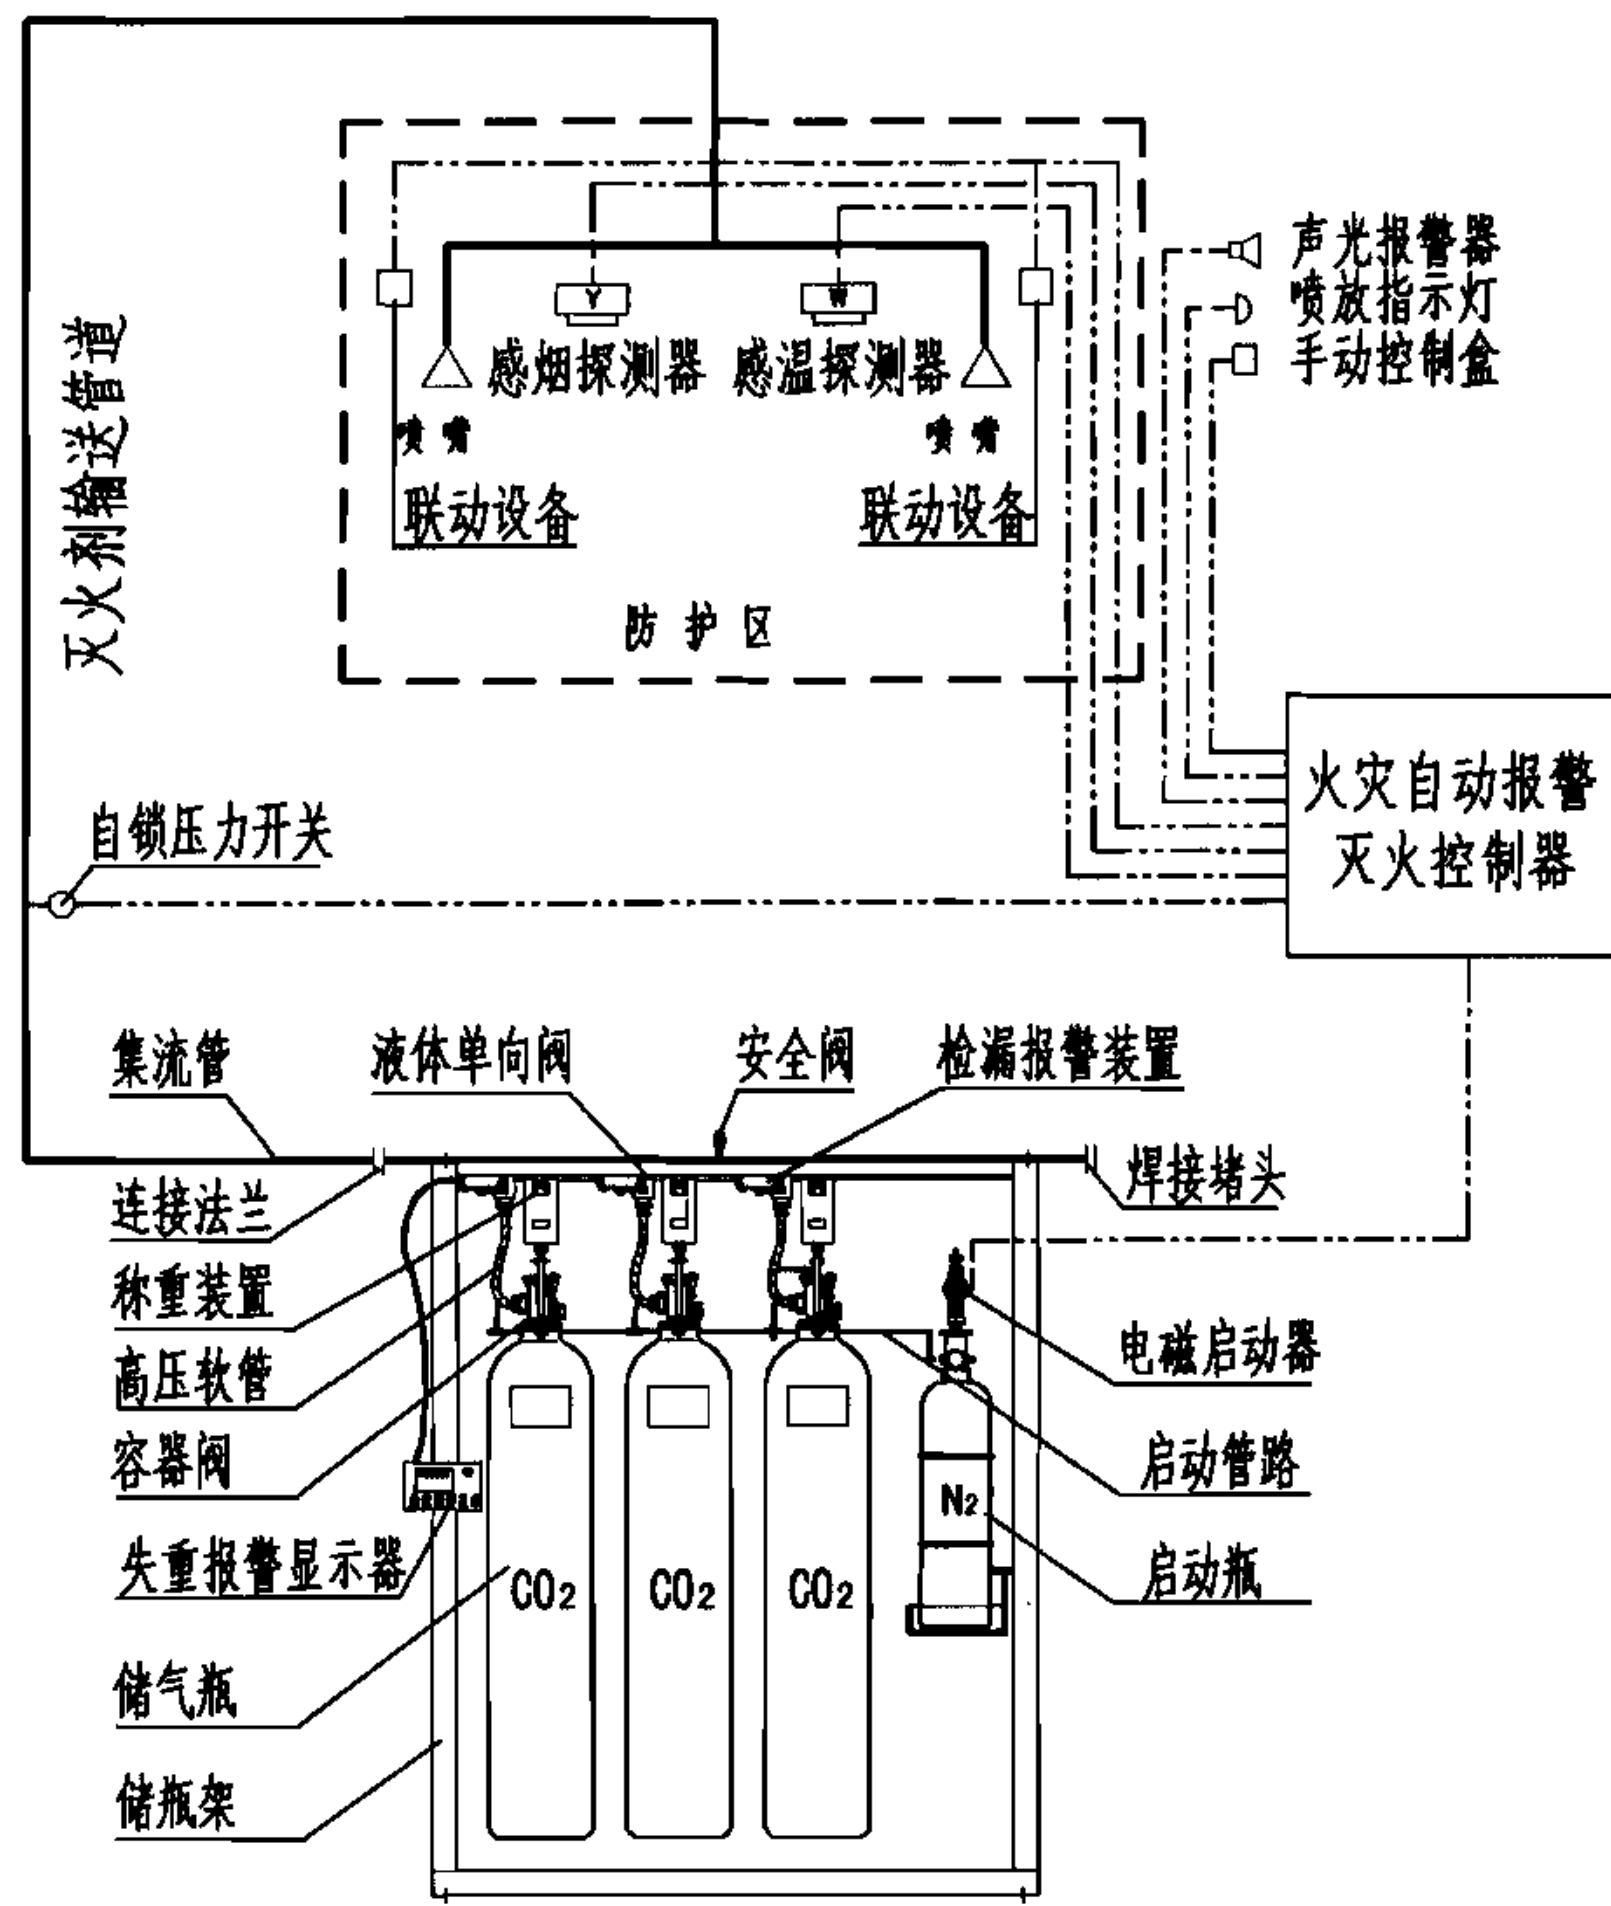 声光报警器
喷放指示灯
手动控制盒
Y
W
感烟探测器
感温探测器
喷嘴
喷嘴
联动设备
联动设备
防护区
灭火剂输送管道
火灾自动报警
灭火控制器
自锁压力开关
集流管
液体单向阀
安全阀
检漏报警装置
连接法兰
焊接堵头
称重装置
高压软管
容器阀
失重报警显示器
储气瓶
储瓶架
电磁启动器
启动管路
启动瓶
CO2
CO2
CO2
N2